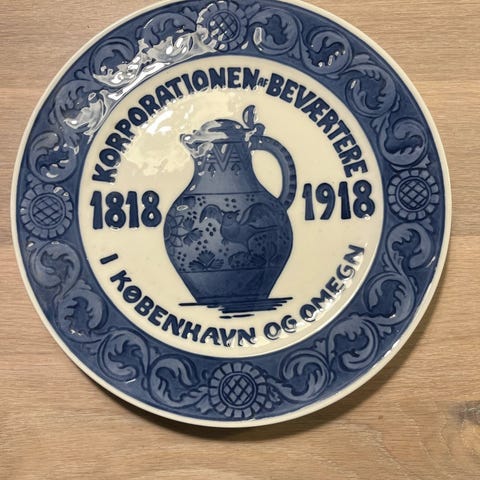 KORPORATIONEN AF BEVÆRTERE
1818 1918
I KØBENHAVN OG OMEGN